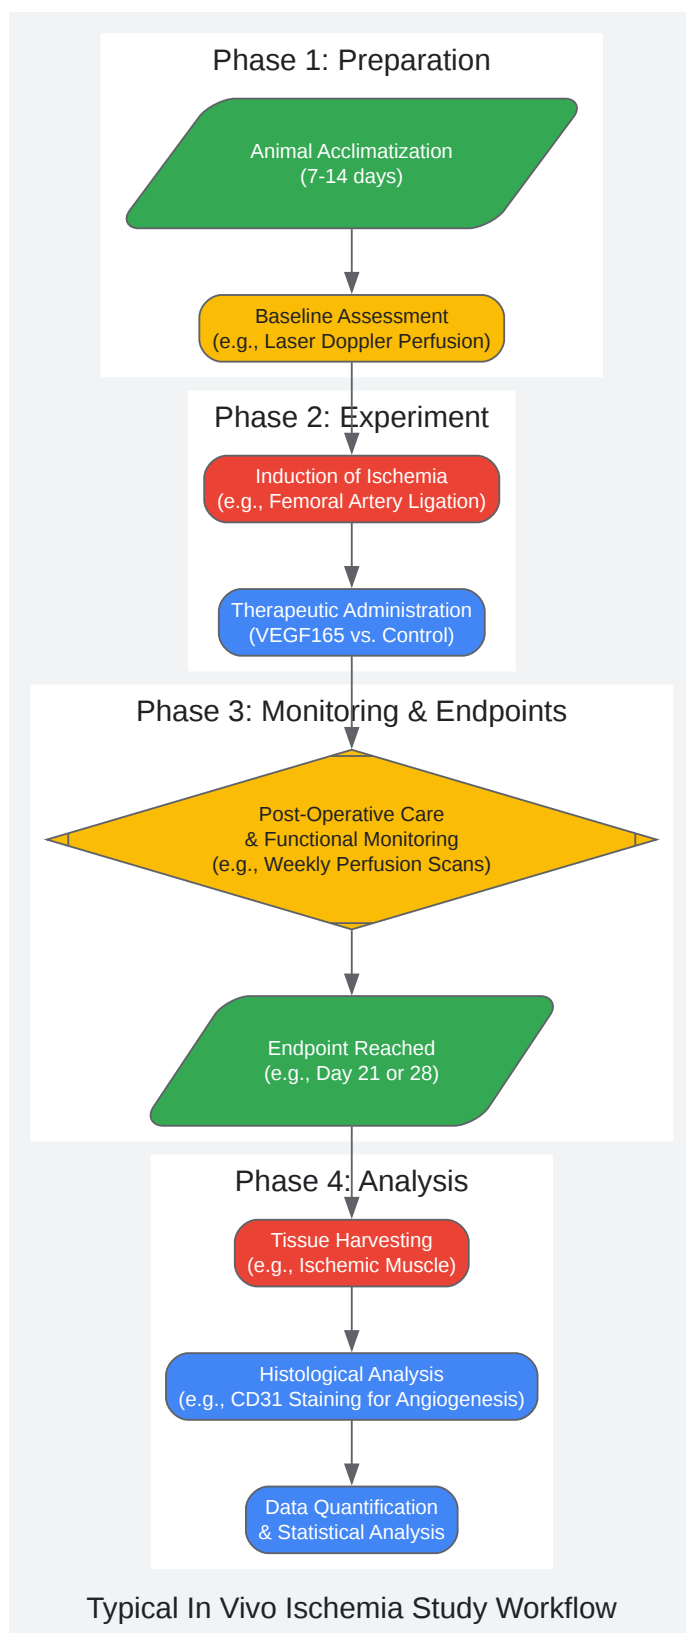 Phase 1: Preparation
Animal Acclimatization
(7-14 days)
Baseline Assessment
(e.g., Laser Doppler Perfusion)
Phase 2: Experiment
Induction of Ischemia
(e.g., Femoral Artery Ligation)
Therapeutic Administration
(VEGF165 vs. Control)
Phase 3: Monitoring & Endpoints
Post-Operative Care
& Functional Monitoring
(e.g., Weekly Perfusion Scans)
Endpoint Reached
(e.g., Day 21 or 28)
Phase 4: Analysis
Tissue Harvesting
(e.g., Ischemic Muscle)
Histological Analysis
(e.g., CD31 Staining for Angiogenesis)
Data Quantification
& Statistical Analysis
Typical In Vivo Ischemia Study Workflow